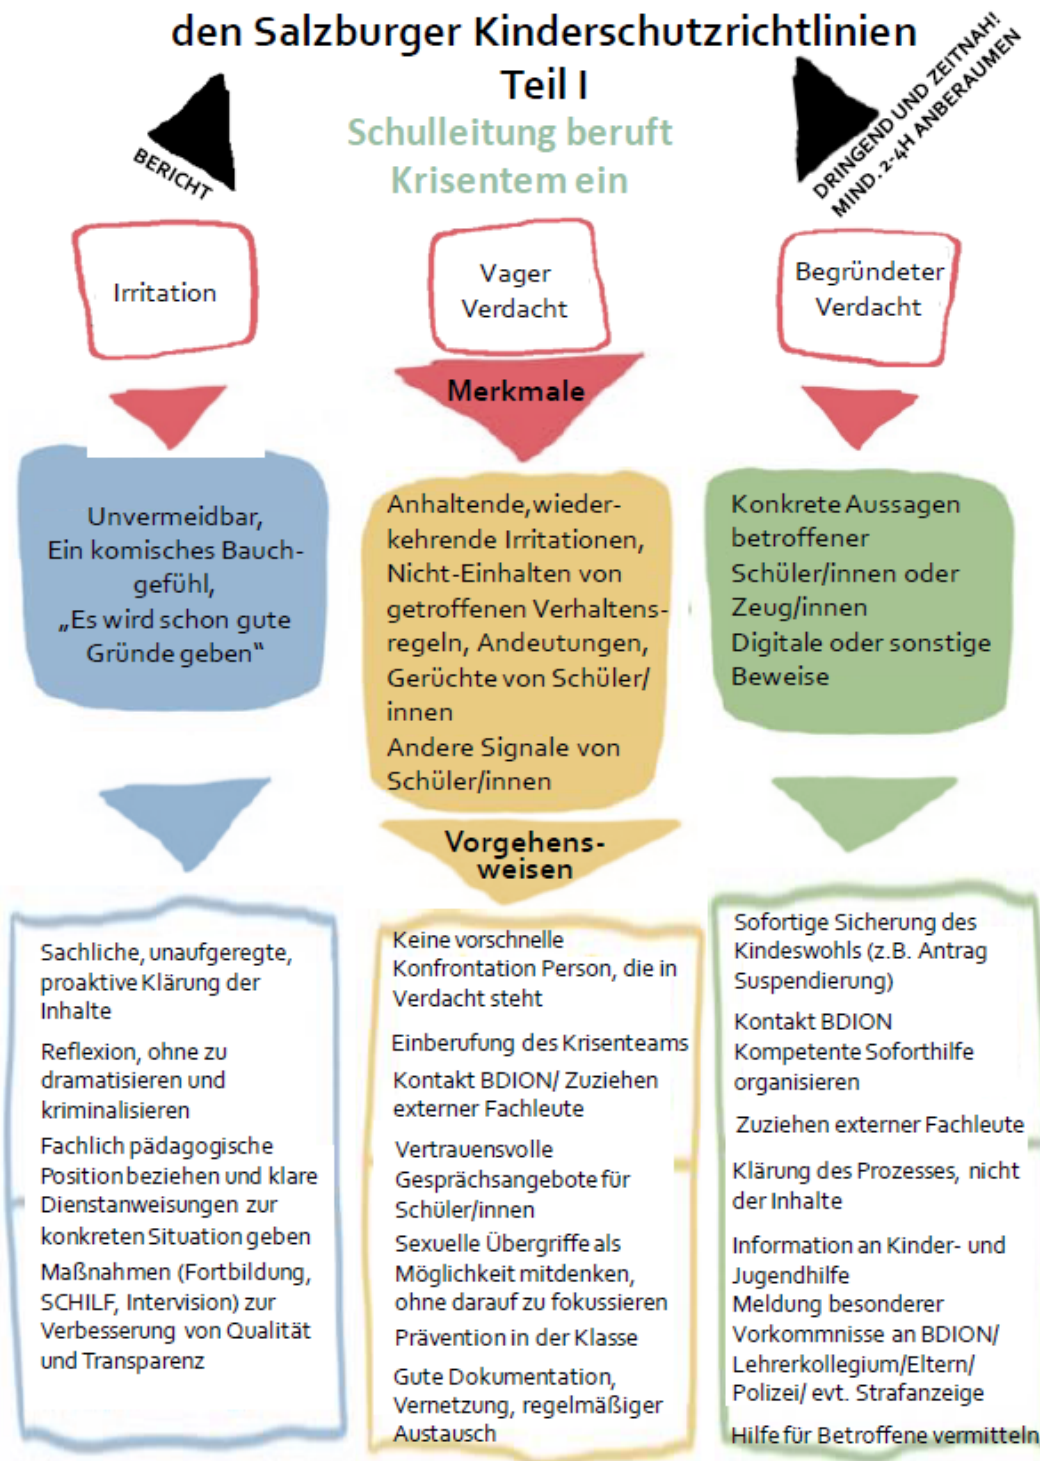 den Salzburger Kinderschutzrichtlinien
Teil I
Schulleitung beruft
Krisentem ein
BERICHT
DRINGEND UND ZEITNAH!
MIND. 2-4H ANBERAUMEN
Irritation
Vager
Verdacht
Begründeter
Verdacht
Merkmale
Unvermeidbar,
Ein komisches Bauch-
gefühl,
„Es wird schon gute
Gründe geben“
Anhaltende,wieder-
kehrende Irritationen,
Nicht-Einhalten von
getroffenen Verhaltens-
regeln, Andeutungen,
Gerüchte von Schüler/
innen
Andere Signale von
Schüler/innen
Konkrete Aussagen
betroffener
Schüler/innen oder
Zeug/innen
Digitale oder sonstige
Beweise
Vorgehens-
weisen
Sachliche, unaufgeregte,
proaktive Klärung der
Inhalte
Reflexion, ohne zu
dramatisieren und
kriminalisieren
Fachlich pädagogische
Position beziehen und klare
Dienstanweisungen zur
konkreten Situation geben
Maßnahmen (Fortbildung,
SCHILF, Intervision) zur
Verbesserung von Qualität
und Transparenz
Keine vorschnelle
Konfrontation Person, die in
Verdacht steht
Einberufung des Krisenteams
Kontakt BDION/ Zuziehen
externer Fachleute
Vertrauensvolle
Gesprächsangebote für
Schüler/innen
Sexuelle Übergriffe als
Möglichkeit mitdenken,
ohne darauf zu fokussieren
Prävention in der Klasse
Gute Dokumentation,
Vernetzung, regelmäßiger
Austausch
Sofortige Sicherung des
Kindeswohls (z.B. Antrag
Suspendierung)
Kontakt BDION
Kompetente Soforthilfe
organisieren
Zuziehen externer Fachleute
Klärung des Prozesses, nicht
der Inhalte
Information an Kinder- und
Jugendhilfe
Meldung besonderer
Vorkommnisse an BDION/
Lehrerkollegium/Eltern/
Polizei/ evt. Strafanzeige
Hilfe für Betroffene vermitteln